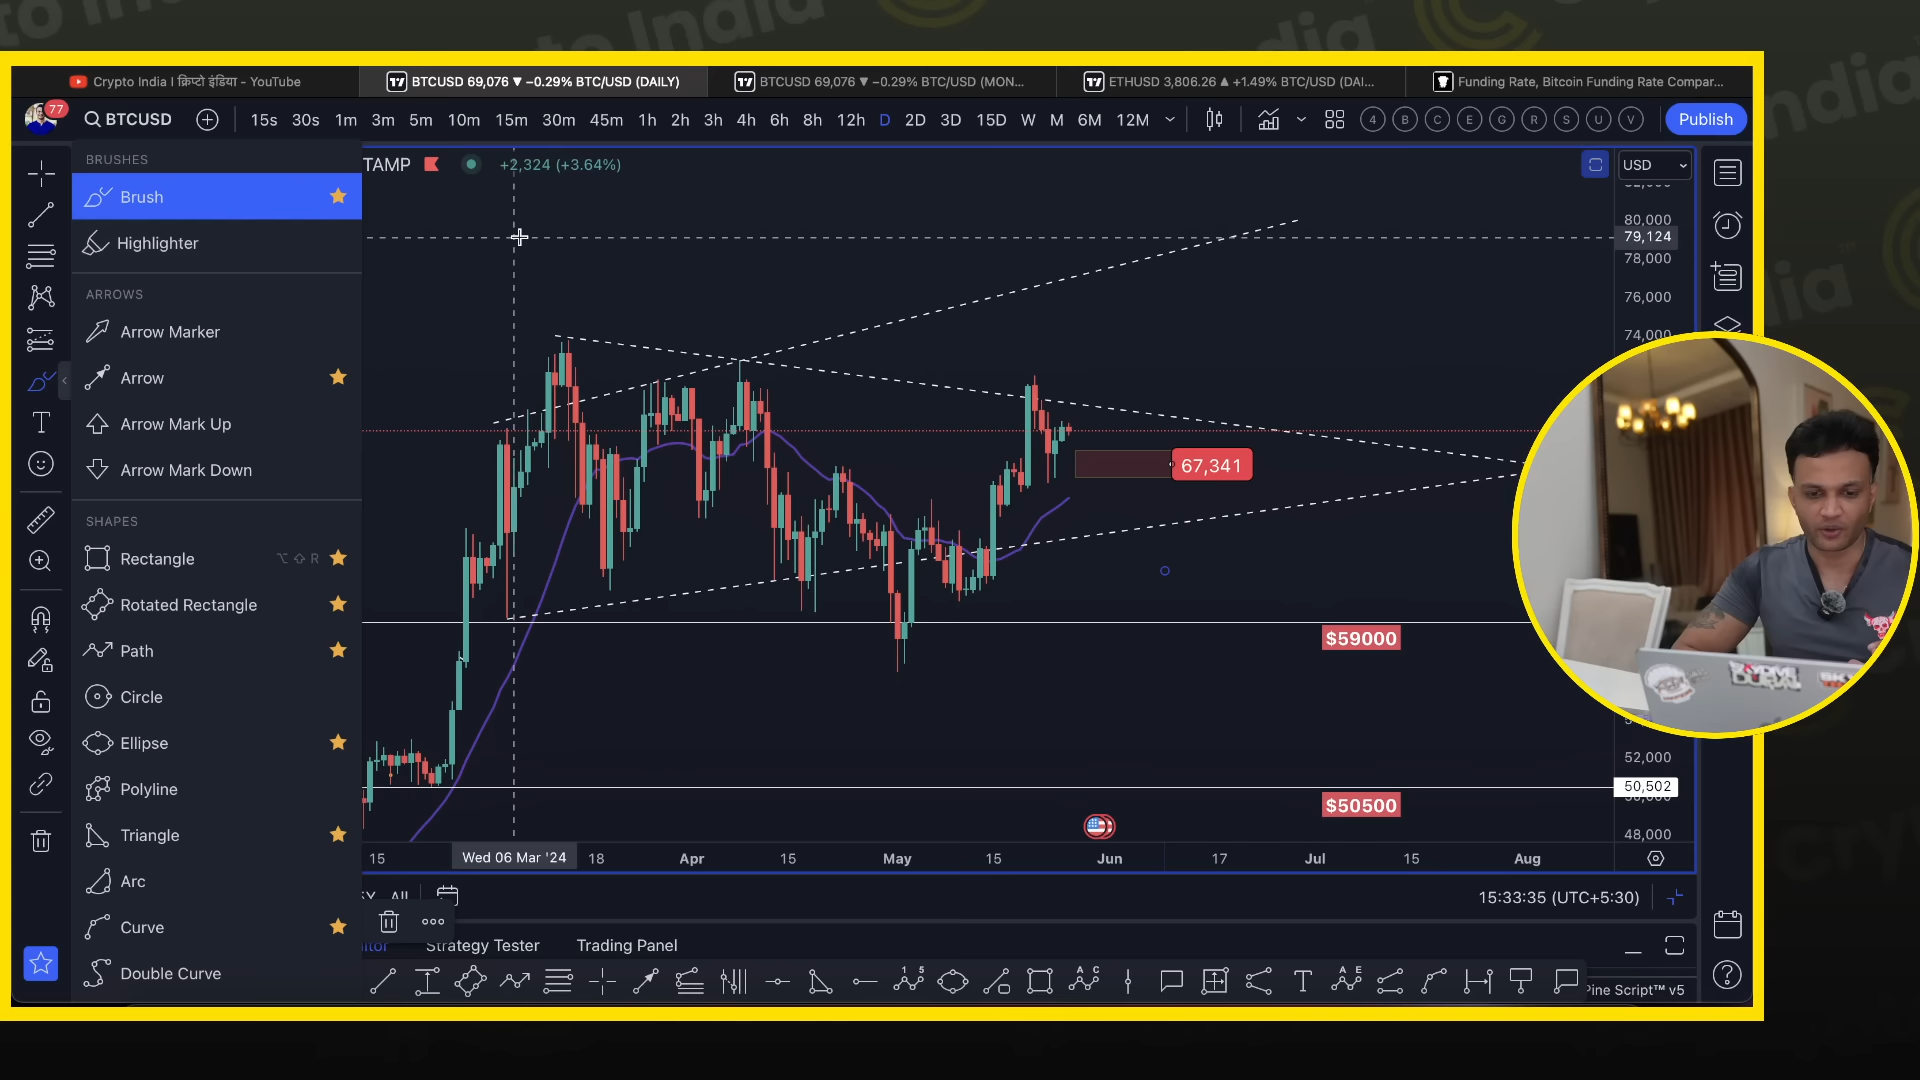 Crypto India I क्रिप्टो इंडिया - YouTube
BTCUSD 69,076 ▼ −0.29% BTC/USD (DAILY)
BTCUSD 69,076 ▼ −0.29% BTC/USD (MON...
ETHUSD 3,806.26 ▲ +1.49% BTC/USD (DAI...
Funding Rate, Bitcoin Funding Rate Compar...
77
BTCUSD
15s 30s 1m 3m 5m 10m 15m 30m 45m 1h 2h 3h 4h 6h 8h 12h D 2D 3D 15D W M 6M 12M
4 B C E G R S U V
Publish
BRUSHES
Brush
Highlighter
ARROWS
Arrow Marker
Arrow
Arrow Mark Up
Arrow Mark Down
SHAPES
Rectangle ⌥⇧R
Rotated Rectangle
Path
Circle
Ellipse
Polyline
Triangle
Arc
Curve
Double Curve
TAMP
+2,324 (+3.64%)
USD
80,000
79,124
78,000
76,000
74,000
67,341
$59000
52,000
50,502
$50500
48,000
15 Wed 06 Mar '24 18 Apr 15 May 15 Jun 17 Jul 15 Aug
All
15:33:35 (UTC+5:30)
Strategy Tester
Trading Panel
Pine Script™ v5